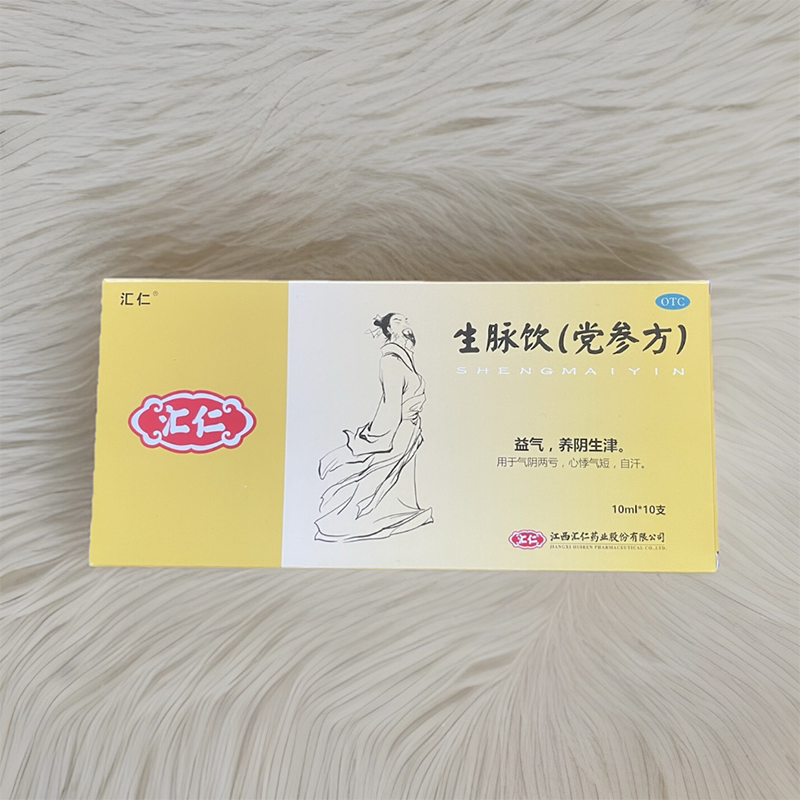 汇仁®
OTC
生脉饮(党参方)
SHENGMAIYIN
汇仁
益气，养阴生津。
用于气阴两亏，心悸气短，自汗。
10ml*10支
汇仁
江西汇仁药业股份有限公司
JIANGXI HUIREN PHARMACEUTICAL CO.,LTD.